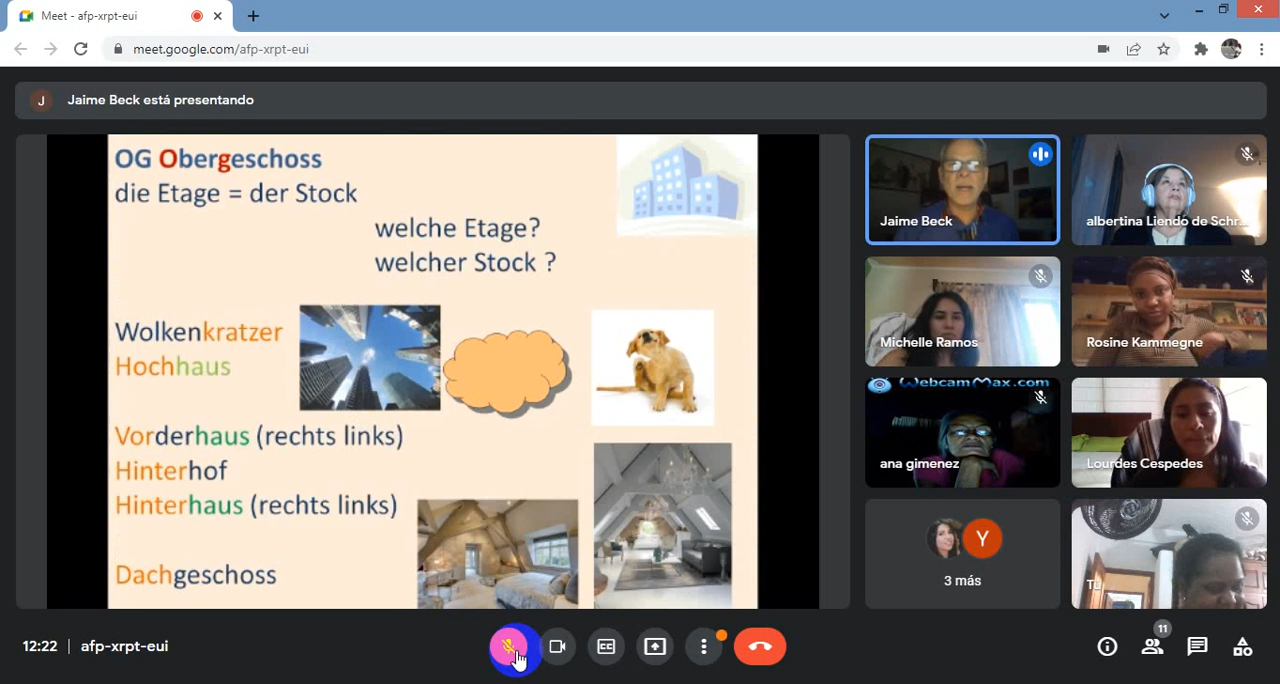 Meet - afp-xrpt-eui
meet.google.com/afp-xrpt-eui
J
Jaime Beck está presentando
OG Obergeschoss
die Etage = der Stock
welche Etage?
welcher Stock ?
Wolkenkratzer
Hochhaus
Vorderhaus (rechts links)
Hinterhof
Hinterhaus (rechts links)
Dachgeschoss
Jaime Beck
albertina Liendo de Schr...
Michelle Ramos
Rosine Kammegne
WebcamMax.com
ana gimenez
Lourdes Cespedes
Y
3 más
Tú
12:22 | afp-xrpt-eui
CC
11